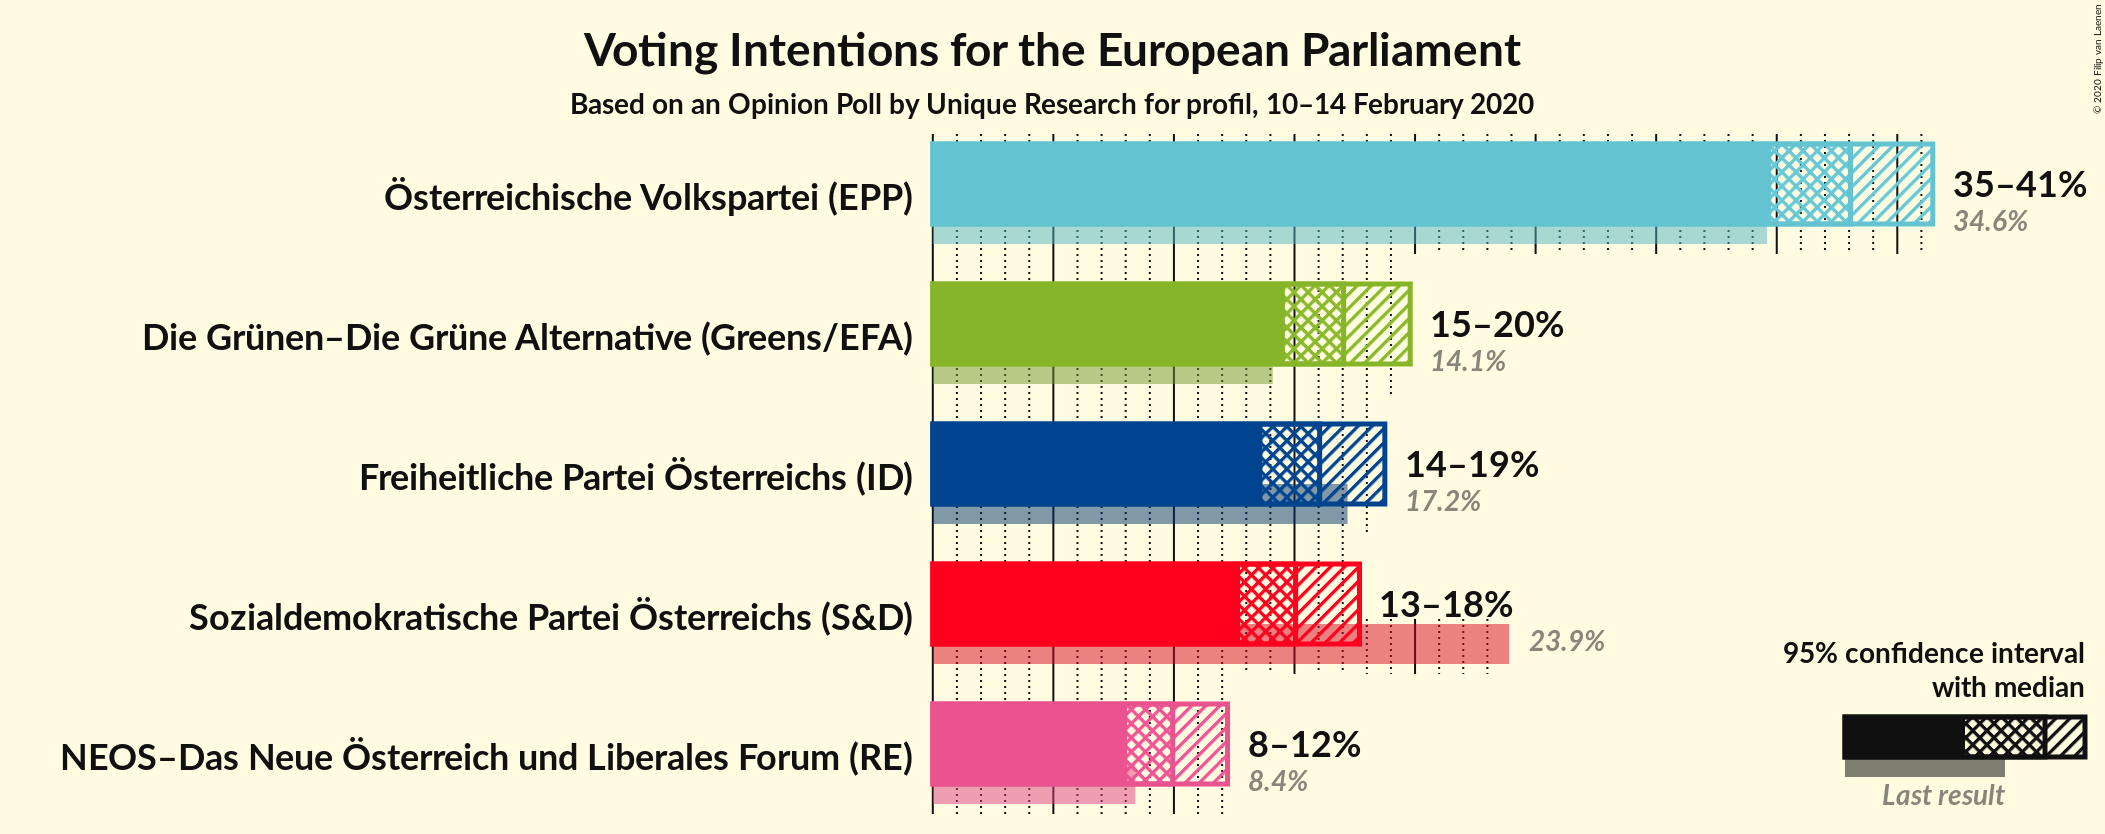 Voting Intentions for the European Parliament
Based on an Opinion Poll by Unique Research for profil, 10–14 February 2020
© 2020 Filip van Laenen
Österreichische Volkspartei (EPP)
35–41%
34.6%
Die Grünen–Die Grüne Alternative (Greens/EFA)
15–20%
14.1%
Freiheitliche Partei Österreichs (ID)
14–19%
17.2%
Sozialdemokratische Partei Österreichs (S&D)
13–18%
23.9%
NEOS–Das Neue Österreich und Liberales Forum (RE)
8–12%
8.4%
95% confidence interval
with median
Last result